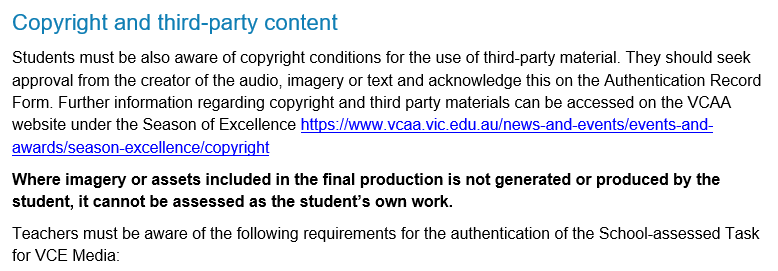 Copyright and third-party content
Students must be also aware of copyright conditions for the use of third-party material. They should seek
approval from the creator of the audio, imagery or text and acknowledge this on the Authentication Record
Form. Further information regarding copyright and third party materials can be accessed on the VCAA
website under the Season of Excellence https://www.vcaa.vic.edu.au/news-and-events/events-and-
awards/season-excellence/copyright
Where imagery or assets included in the final production is not generated or produced by the
student, it cannot be assessed as the student’s own work.
Teachers must be aware of the following requirements for the authentication of the School-assessed Task
for VCE Media: